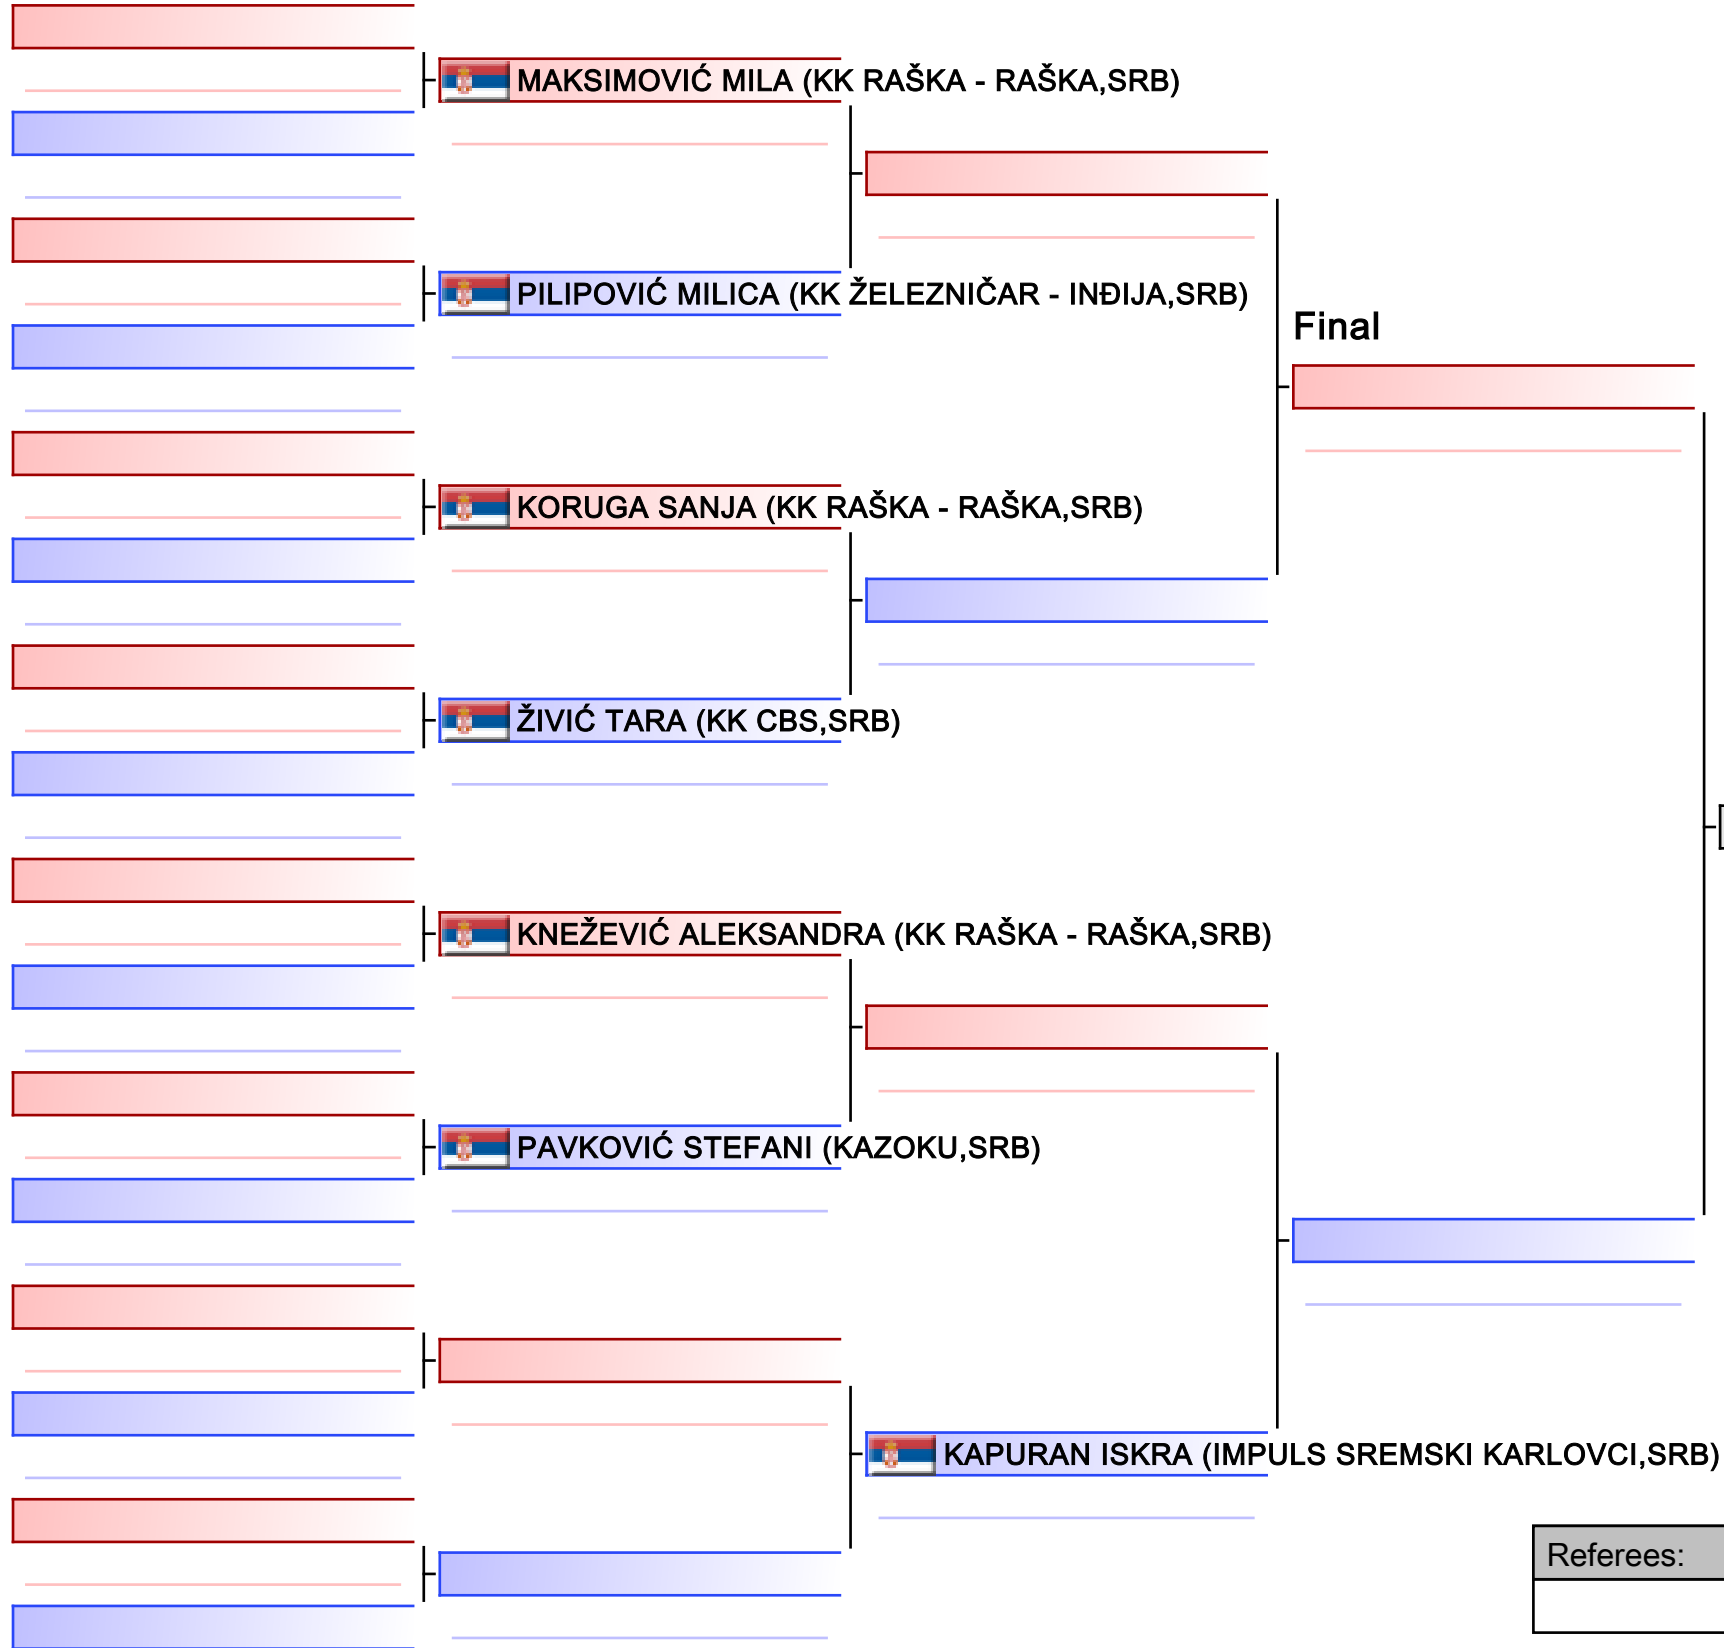 MAKSIMOVIĆ MILA (KK RAŠKA - RAŠKA,SRB)
PILIPOVIĆ MILICA (KK ŽELEZNIČAR - INĐIJA,SRB)
Final
KORUGA SANJA (KK RAŠKA - RAŠKA,SRB)
ŽIVIĆ TARA (KK CBS,SRB)
KNEŽEVIĆ ALEKSANDRA (KK RAŠKA - RAŠKA,SRB)
PAVKOVIĆ STEFANI (KAZOKU,SRB)
KAPURAN ISKRA (IMPULS SREMSKI KARLOVCI,SRB)
Referees: